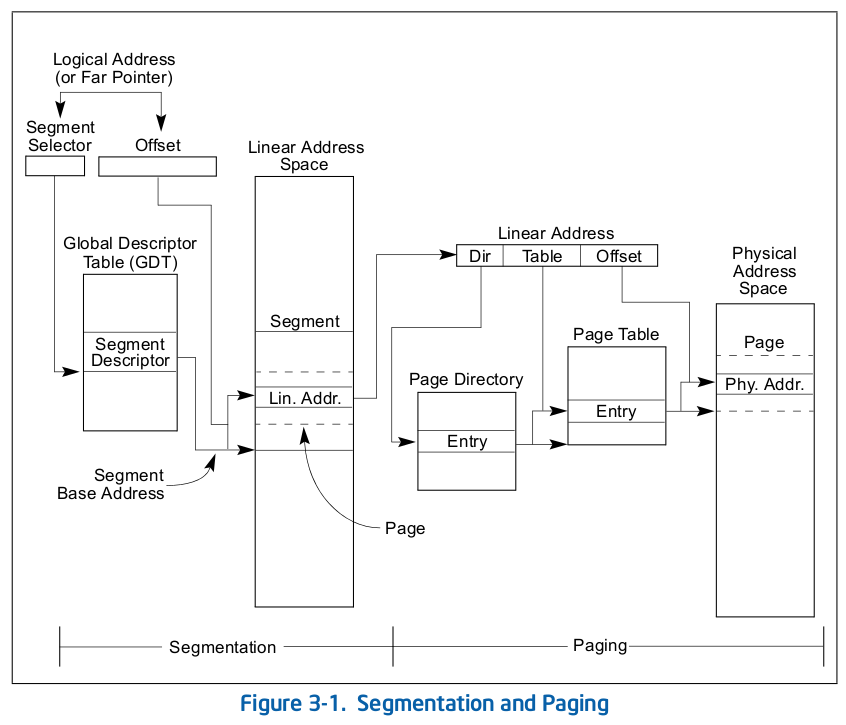 Logical Address
(or Far Pointer)
Segment
Selector
Offset
Linear Address
Space
Global Descriptor
Table (GDT)
Segment
Descriptor
Segment
Lin. Addr.
Segment
Base Address
Page
Linear Address
Dir
Table
Offset
Page Directory
Entry
Page Table
Entry
Physical
Address
Space
Page
Phy. Addr.
Segmentation
Paging
Figure 3-1. Segmentation and Paging